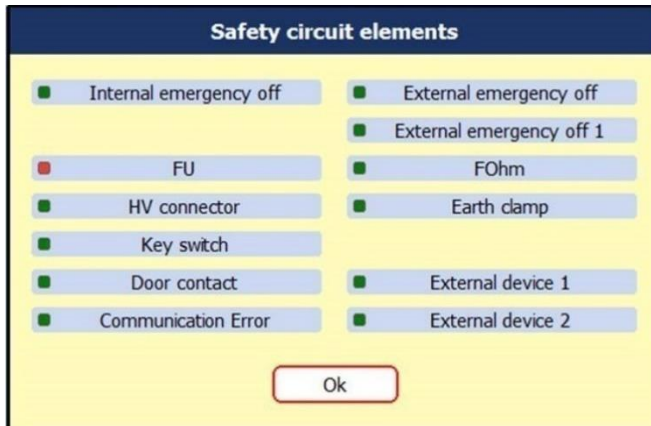 Safety circuit elements
Internal emergency off
External emergency off
External emergency off 1
FU
FOhm
HV connector
Earth clamp
Key switch
Door contact
External device 1
Communication Error
External device 2
Ok